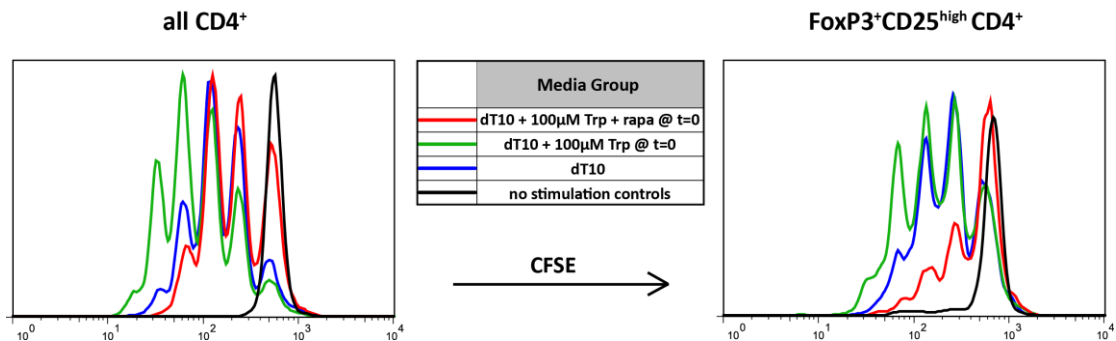 all CD4⁺
FoxP3⁺CD25ʰⁱᵍʰ CD4⁺
Media Group
dT10 + 100µM Trp + rapa @ t=0
dT10 + 100µM Trp @ t=0
dT10
no stimulation controls
CFSE
10⁰ 10¹ 10² 10³ 10⁴
10⁰ 10¹ 10² 10³ 10⁴